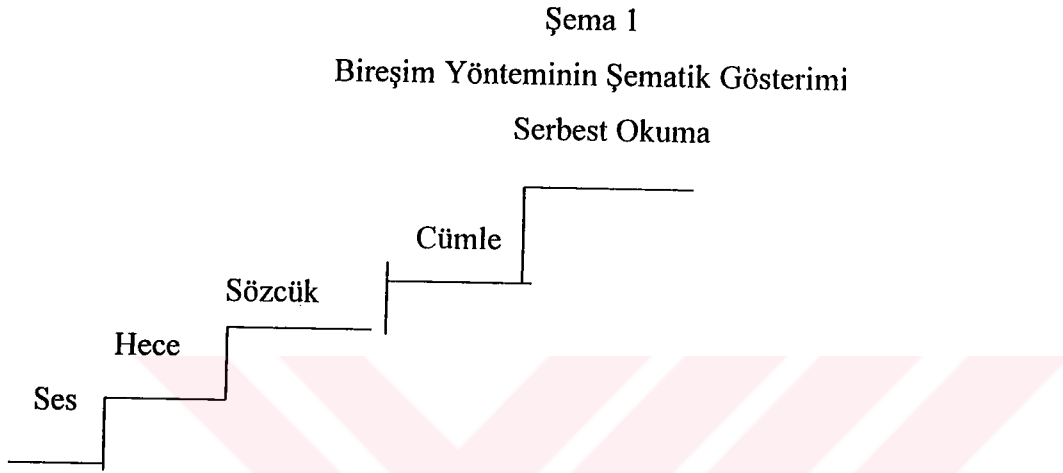 Şema 1
Bireşim Yönteminin Şematik Gösterimi
Serbest Okuma
Cümle
Sözcük
Hece
Ses